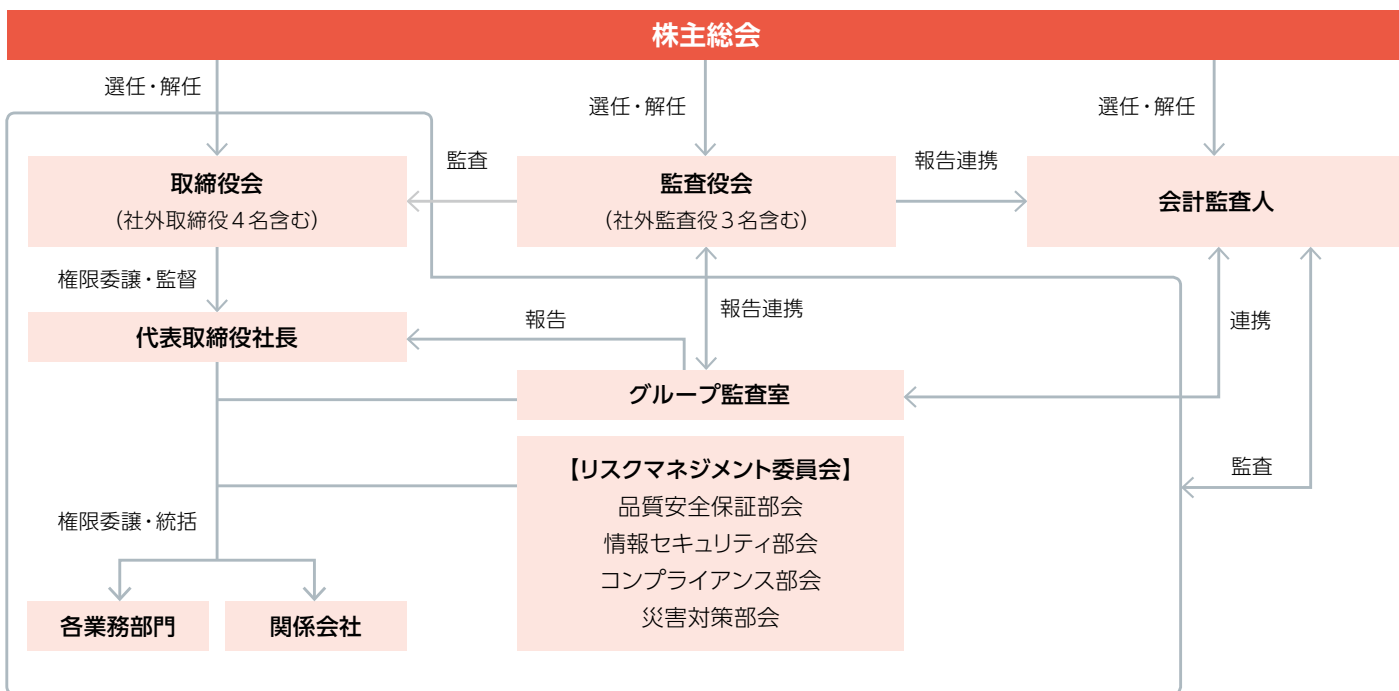 株主総会
選任・解任
選任・解任
選任・解任
取締役会
（社外取締役４名含む）
監査
監査役会
（社外監査役３名含む）
報告連携
会計監査人
権限委譲・監督
代表取締役社長
報告
報告連携
連携
グループ監査室
【リスクマネジメント委員会】
品質安全保証部会
情報セキュリティ部会
コンプライアンス部会
災害対策部会
監査
権限委譲・統括
各業務部門
関係会社